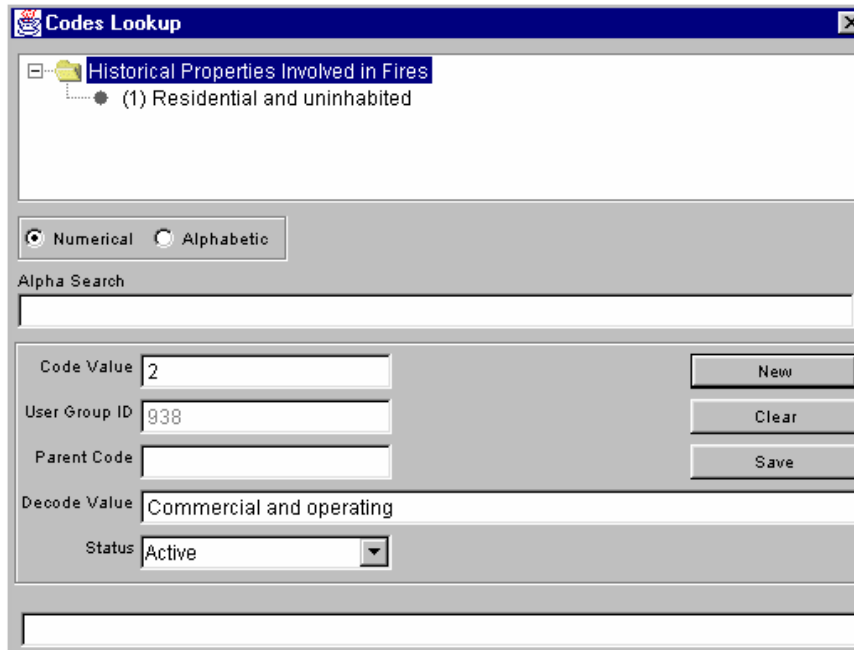 Codes Lookup
Historical Properties Involved in Fires
(1) Residential and uninhabited
Numerical Alphabetic
Alpha Search
Code Value 2 New
User Group ID 938 Clear
Parent Code Save
Decode Value Commercial and operating
Status Active